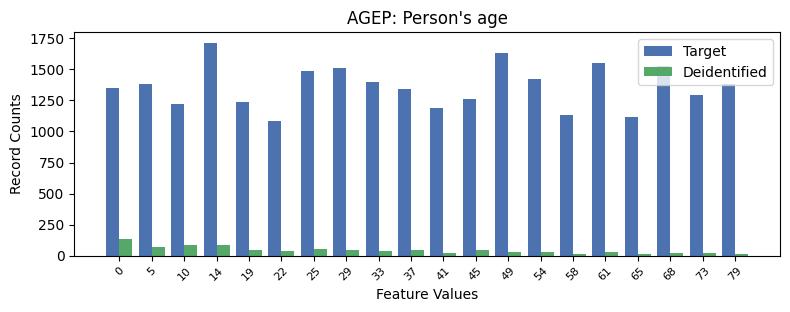 AGEP: Person's age
Target
Deidentified
Record Counts
1750
1500
1250
1000
750
500
250
0
0 5 10 14 19 22 25 29 33 37 41 45 49 54 58 61 65 68 73 79
Feature Values